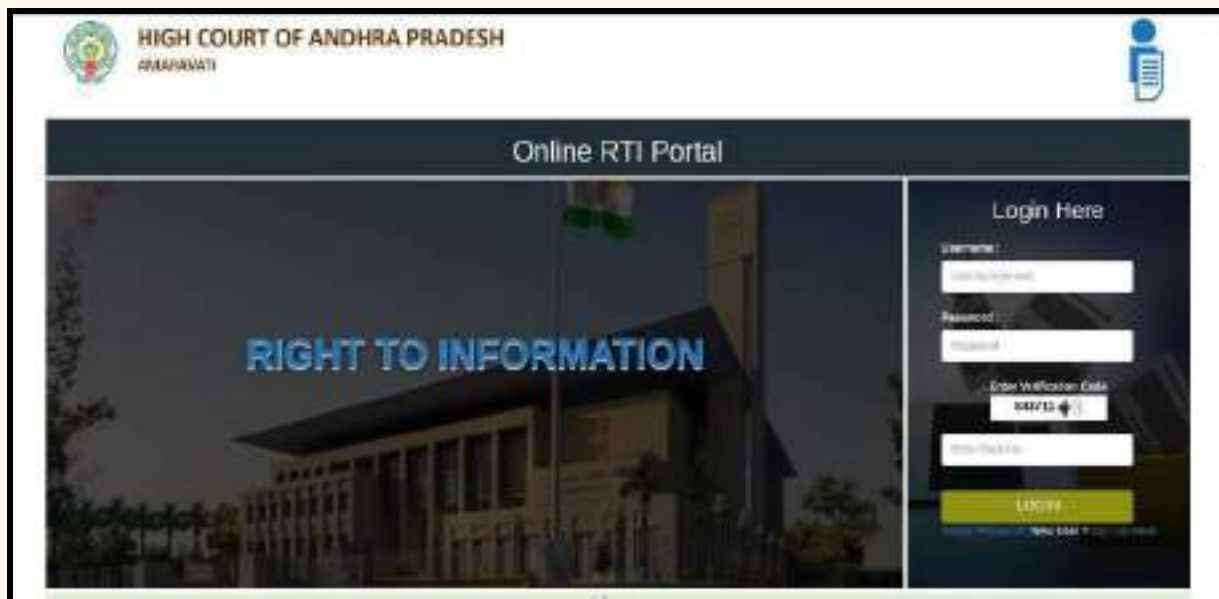 HIGH COURT OF ANDHRA PRADESH
AMARAVATI
Online RTI Portal
RIGHT TO INFORMATION
Login Here
Username :
Password :
Enter Verification Code
LOGIN
New User ?